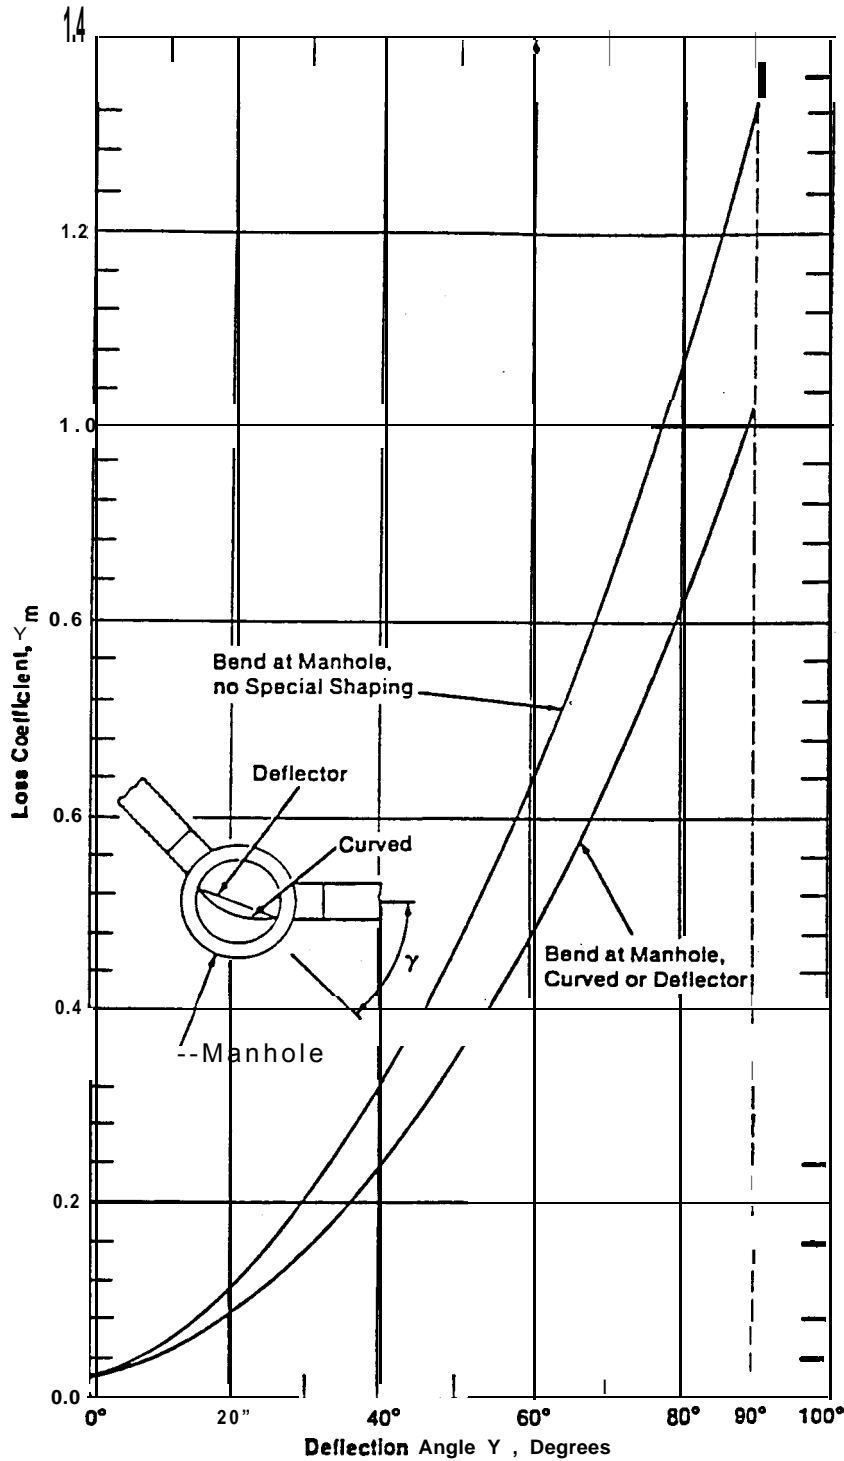 1.4
1.2
1.0
0.6
0.6
0.4
0.2
0.0
Loss Coefficient, Υm
Bend at Manhole,
no Special Shaping
Deflector
Curved
γ
--Manhole
Bend at Manhole,
Curved or Deflector
0° 20" 40° 60° 80° 90° 100°
Deflection Angle Υ , Degrees